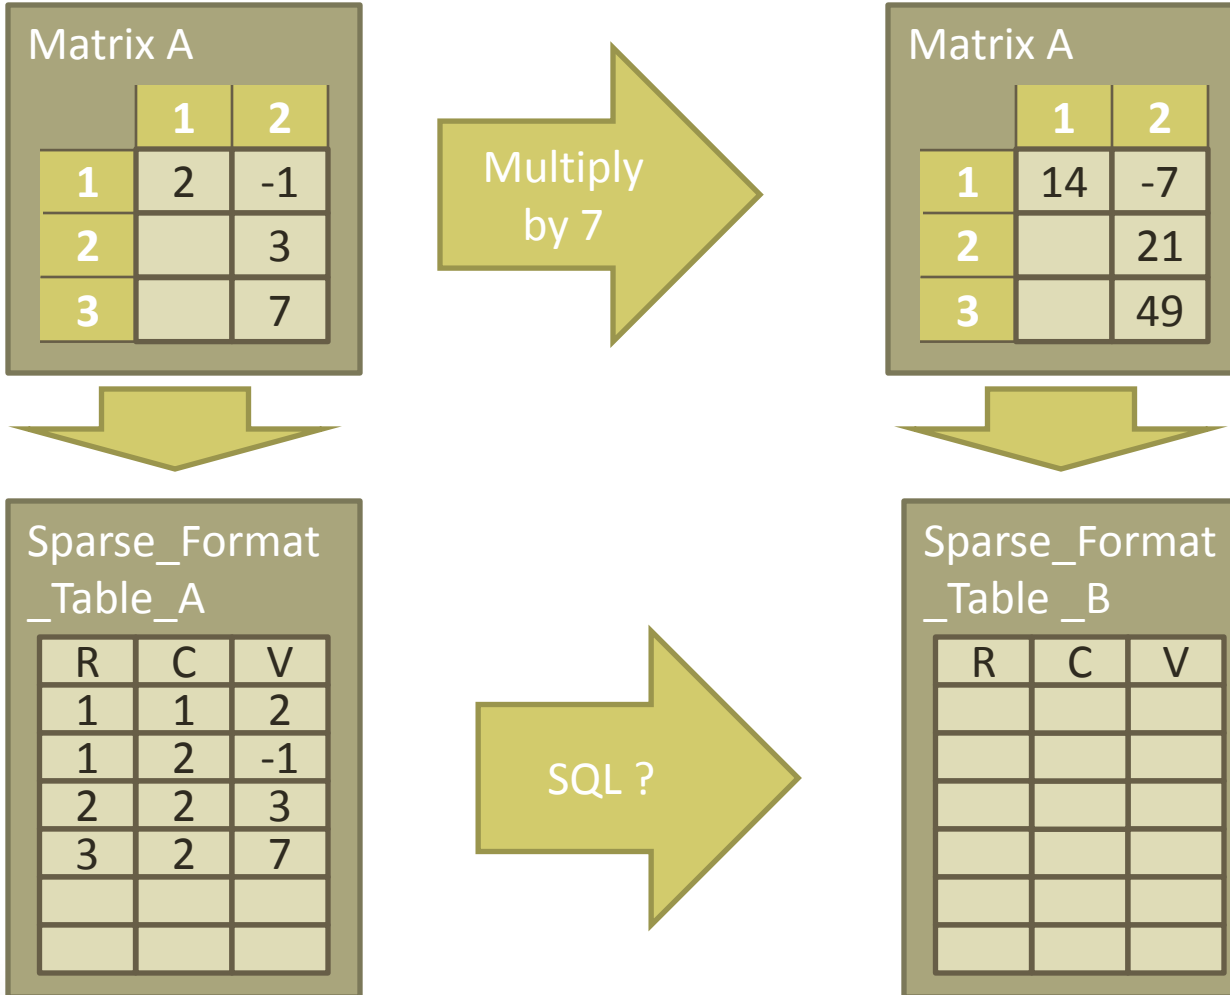 Matrix A
1 2
1 2 -1
2 3
3 7
Multiply
by 7
Matrix A
1 2
1 14 -7
2 21
3 49
Sparse_Format
_Table_A
R C V
1 1 2
1 2 -1
2 2 3
3 2 7
SQL ?
Sparse_Format
_Table _B
R C V